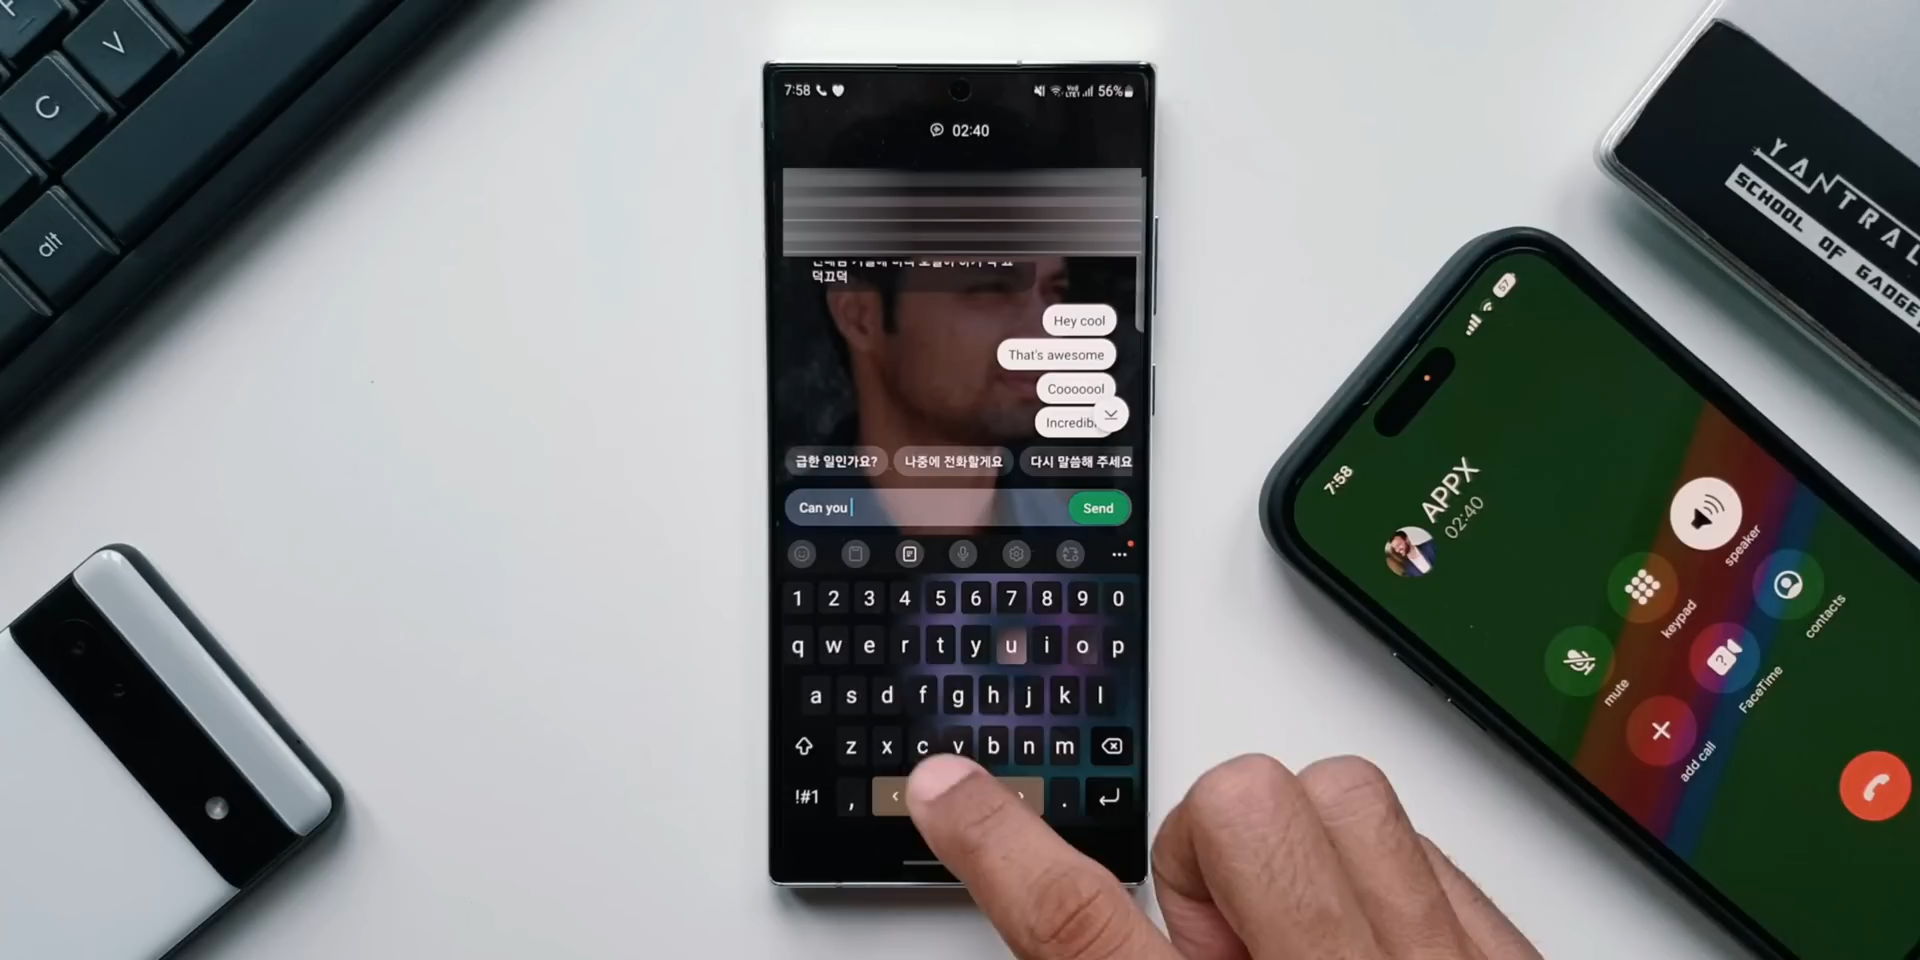 V
C
alt
7:58
56%
02:40
덕끄덕
Hey cool
That's awesome
Cooooool
급한 일인가요?
나중에 전화할게요
다시 말씀해 주세요
Can you
Send
1 2 3 4 5 6 7 8 9 0
q w e r t y u i o p
a s d f g h j k l
z x c v b n m
!#1 , .
YANTRAL
SCHOOL OF GADGE
57
7:58
APPX
02:40
speaker
keypad
contacts
mute
FaceTime
add call